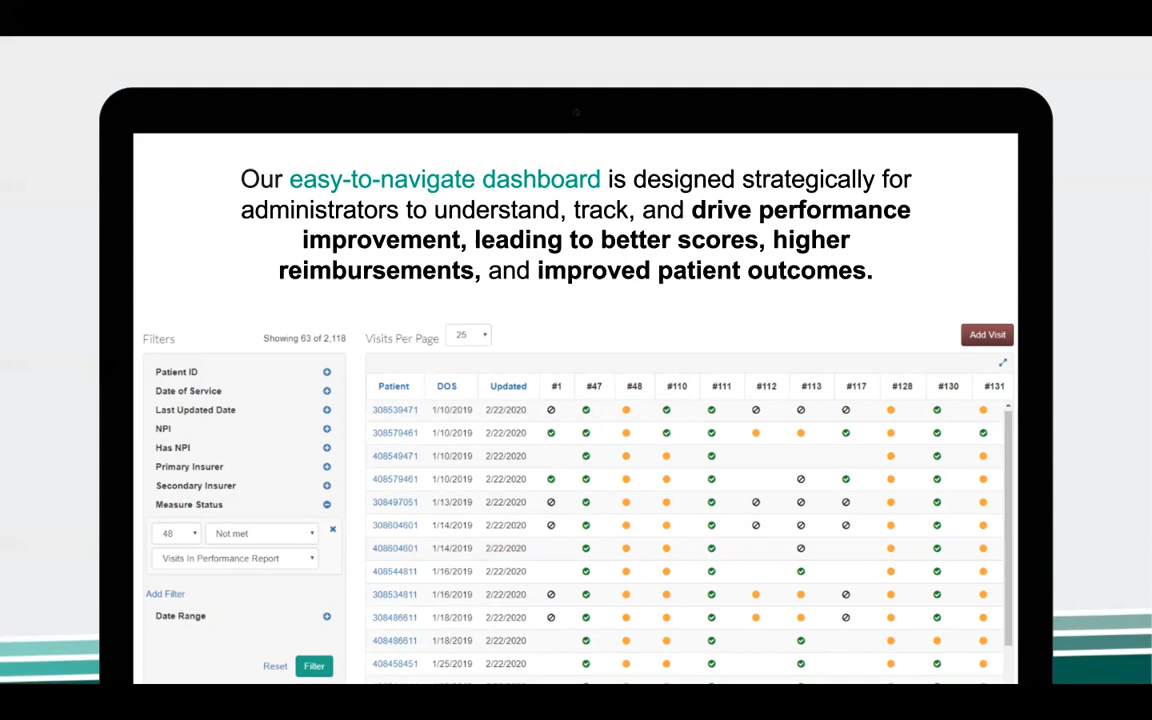 Our easy-to-navigate dashboard is designed strategically for
administrators to understand, track, and drive performance
improvement, leading to better scores, higher
reimbursements, and improved patient outcomes.
Filters Showing 63 of 2,118 Visits Per Page 25 Add Visit
Patient ID
Date of Service
Last Updated Date
NPI
Has NPI
Primary Insurer
Secondary Insurer
Measure Status
48 Not met
Visits In Performance Report
Add Filter
Date Range
Reset Filter
Patient DOS Updated #1 #47 #48 #110 #111 #112 #113 #117 #128 #130 #131
308539471 1/10/2019 2/22/2020
308579461 1/10/2019 2/22/2020
408549471 1/10/2019 2/22/2020
408579461 1/10/2019 2/22/2020
308497051 1/13/2019 2/22/2020
308604601 1/14/2019 2/22/2020
408604601 1/14/2019 2/22/2020
408544811 1/16/2019 2/22/2020
308534811 1/16/2019 2/22/2020
308486611 1/18/2019 2/22/2020
408486611 1/18/2019 2/22/2020
408458451 1/25/2019 2/22/2020